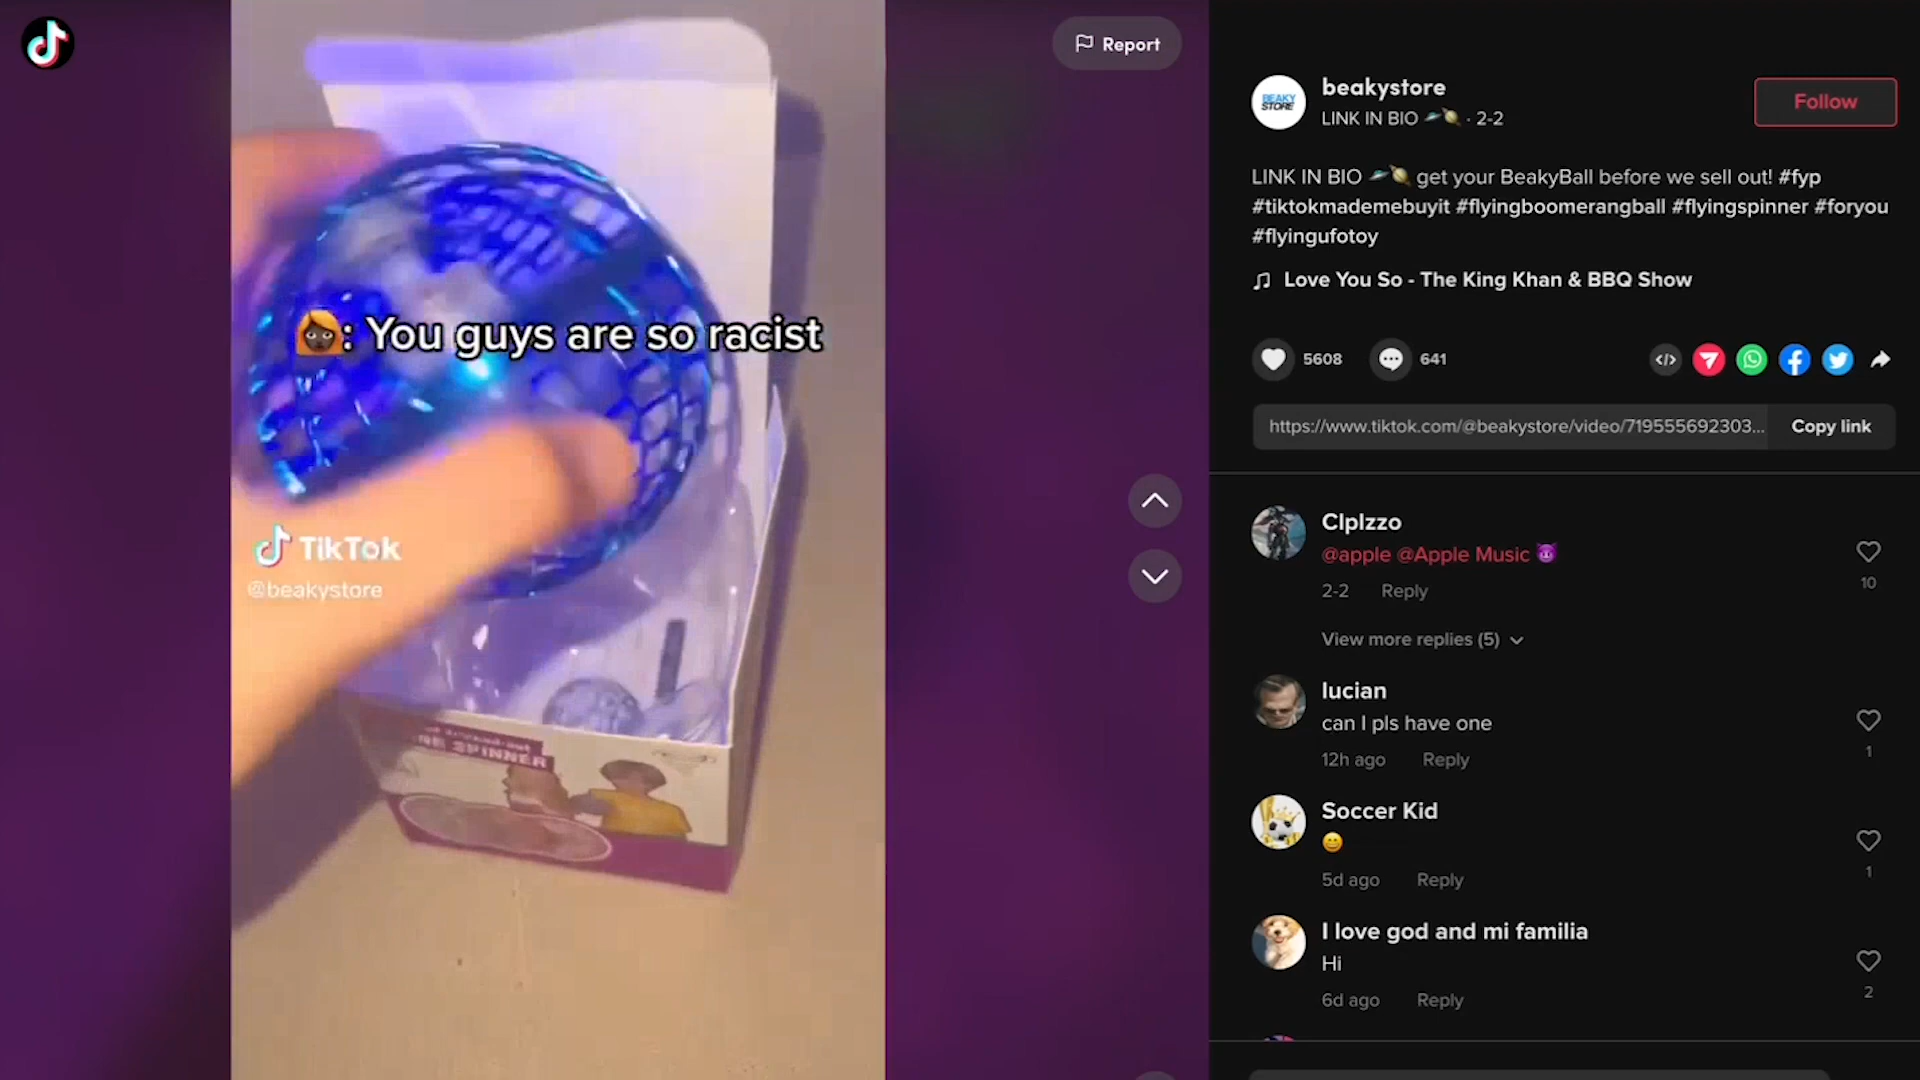 Report
: You guys are so racist
TikTok
@beakystore
SPINNER
BEAKY
STORE
beakystore
LINK IN BIO 🛸🪐 · 2-2
Follow
LINK IN BIO 🛸🪐 get your BeakyBall before we sell out! #fyp
#tiktokmademebuyit #flyingboomerangball #flyingspinner #foryou
#flyingufotoy
Love You So - The King Khan & BBQ Show
5608
641
https://www.tiktok.com/@beakystore/video/719555692303...
Copy link
Clplzzo
@apple @Apple Music 😈
2-2 Reply
10
View more replies (5)
lucian
can I pls have one
12h ago Reply
1
Soccer Kid
😊
5d ago Reply
1
I love god and mi familia
Hi
6d ago Reply
2